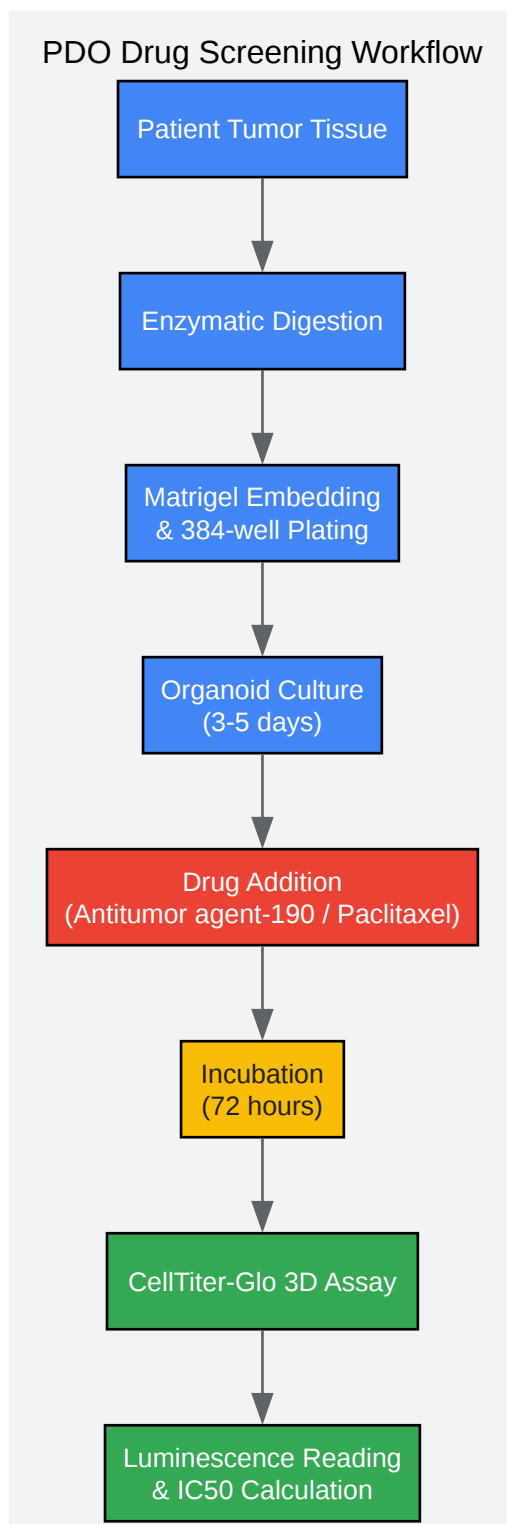 PDO Drug Screening Workflow
Patient Tumor Tissue
Enzymatic Digestion
Matrigel Embedding
& 384-well Plating
Organoid Culture
(3-5 days)
Drug Addition
(Antitumor agent-190 / Paclitaxel)
Incubation
(72 hours)
CellTiter-Glo 3D Assay
Luminescence Reading
& IC50 Calculation